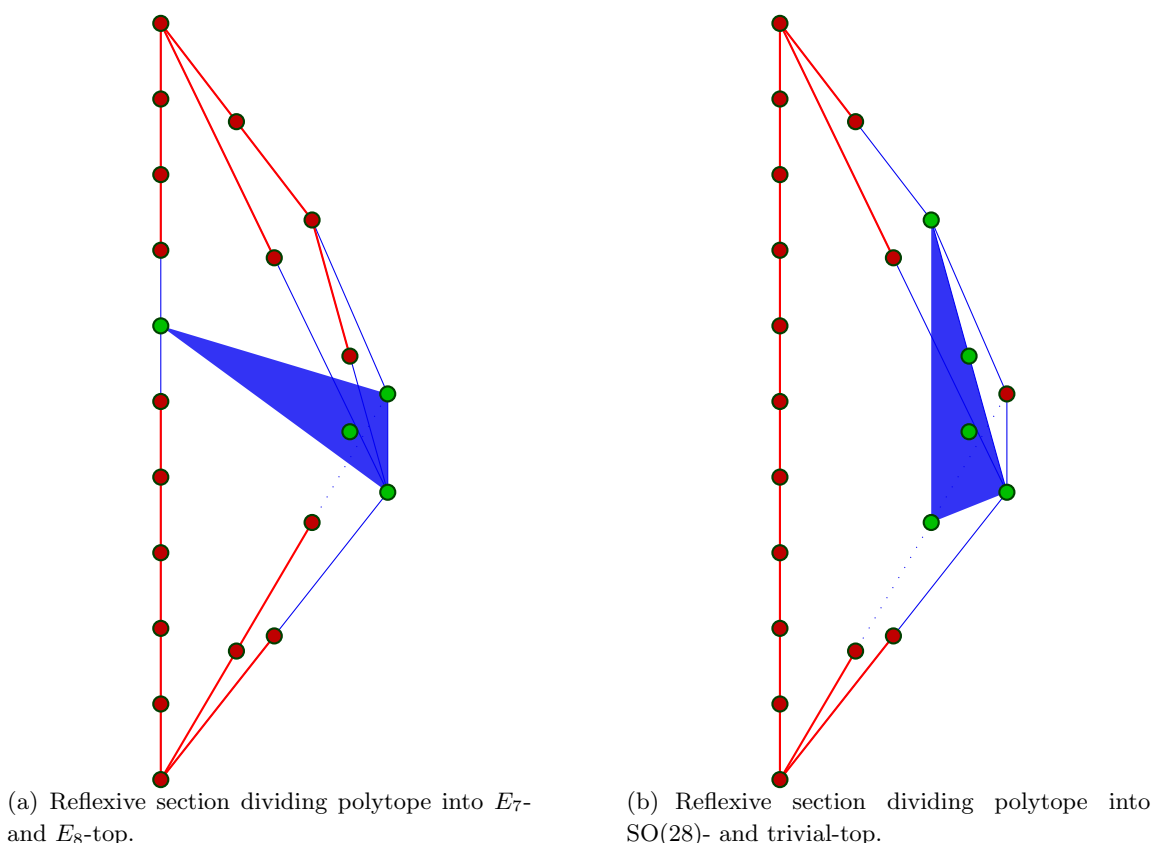 (a) Reflexive section dividing polytope into E₇-
and E₈-top.
(b) Reflexive section dividing polytope into
SO(28)- and trivial-top.